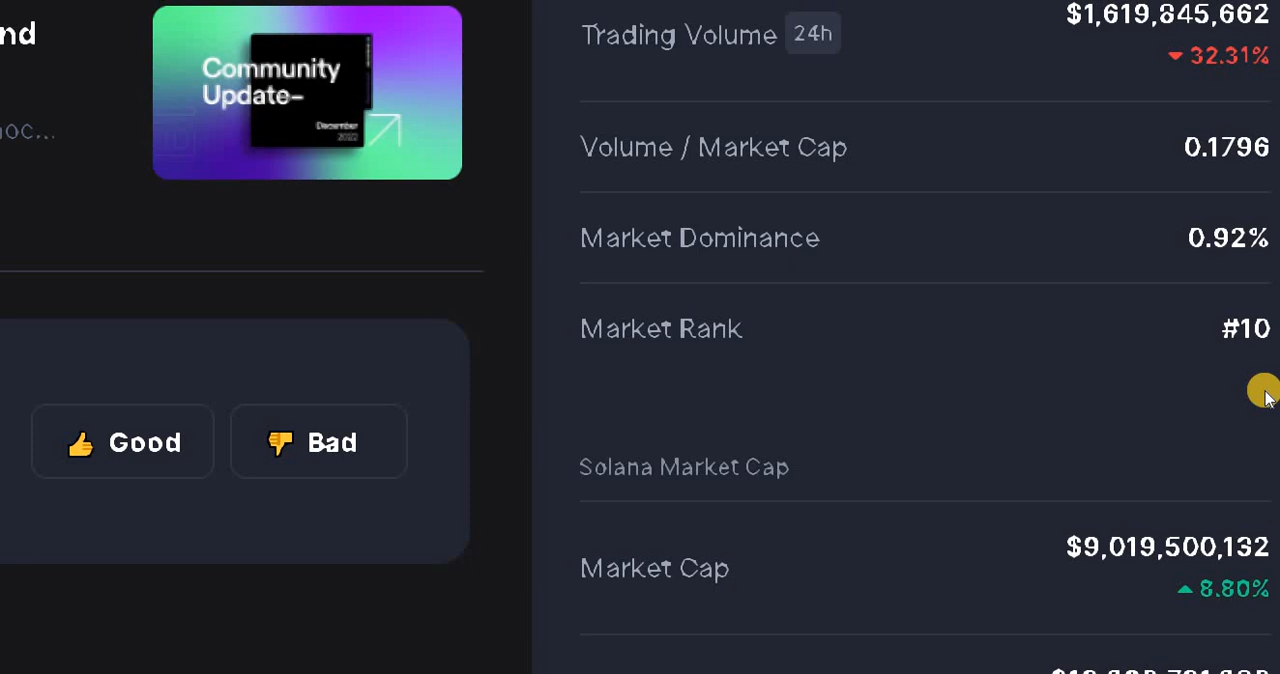 nd
Community
Update–
December
2022
Trading Volume 24h
$1,619,845,662
32.31%
Volume / Market Cap
0.1796
Market Dominance
0.92%
Market Rank
#10
👍 Good
👎 Bad
Solana Market Cap
Market Cap
$9,019,500,132
8.80%